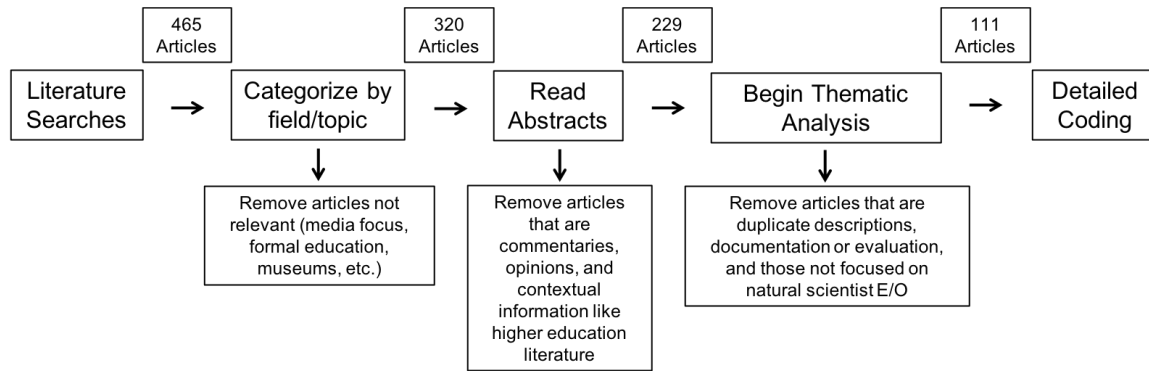 465
Articles
320
Articles
229
Articles
111
Articles
Literature
Searches
Categorize by
field/topic
Read
Abstracts
Begin Thematic
Analysis
Detailed
Coding
Remove articles not
relevant (media focus,
formal education,
museums, etc.)
Remove articles
that are
commentaries,
opinions, and
contextual
information like
higher education
literature
Remove articles that are
duplicate descriptions,
documentation or evaluation,
and those not focused on
natural scientist E/O